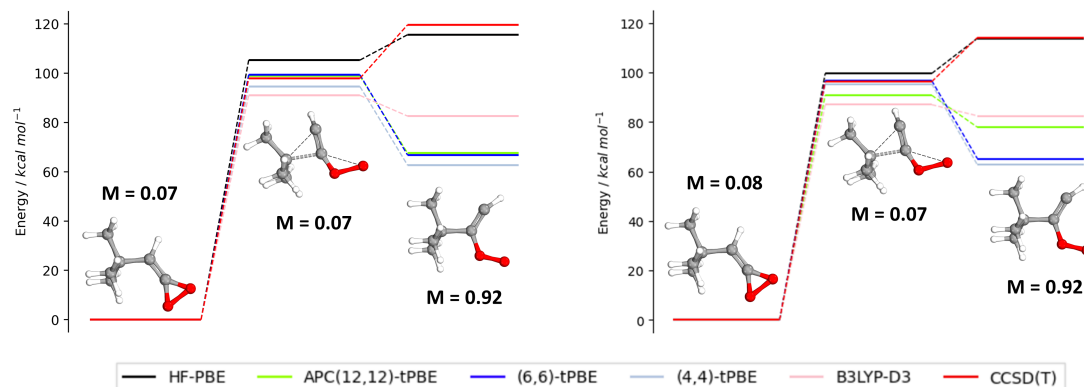 120
100
80
60
40
20
0
Energy / kcal mol⁻¹
M = 0.07
M = 0.07
M = 0.92
120
100
80
60
40
20
0
Energy / kcal mol⁻¹
M = 0.08
M = 0.07
M = 0.92
HF-PBE APC(12,12)-tPBE (6,6)-tPBE (4,4)-tPBE B3LYP-D3 CCSD(T)